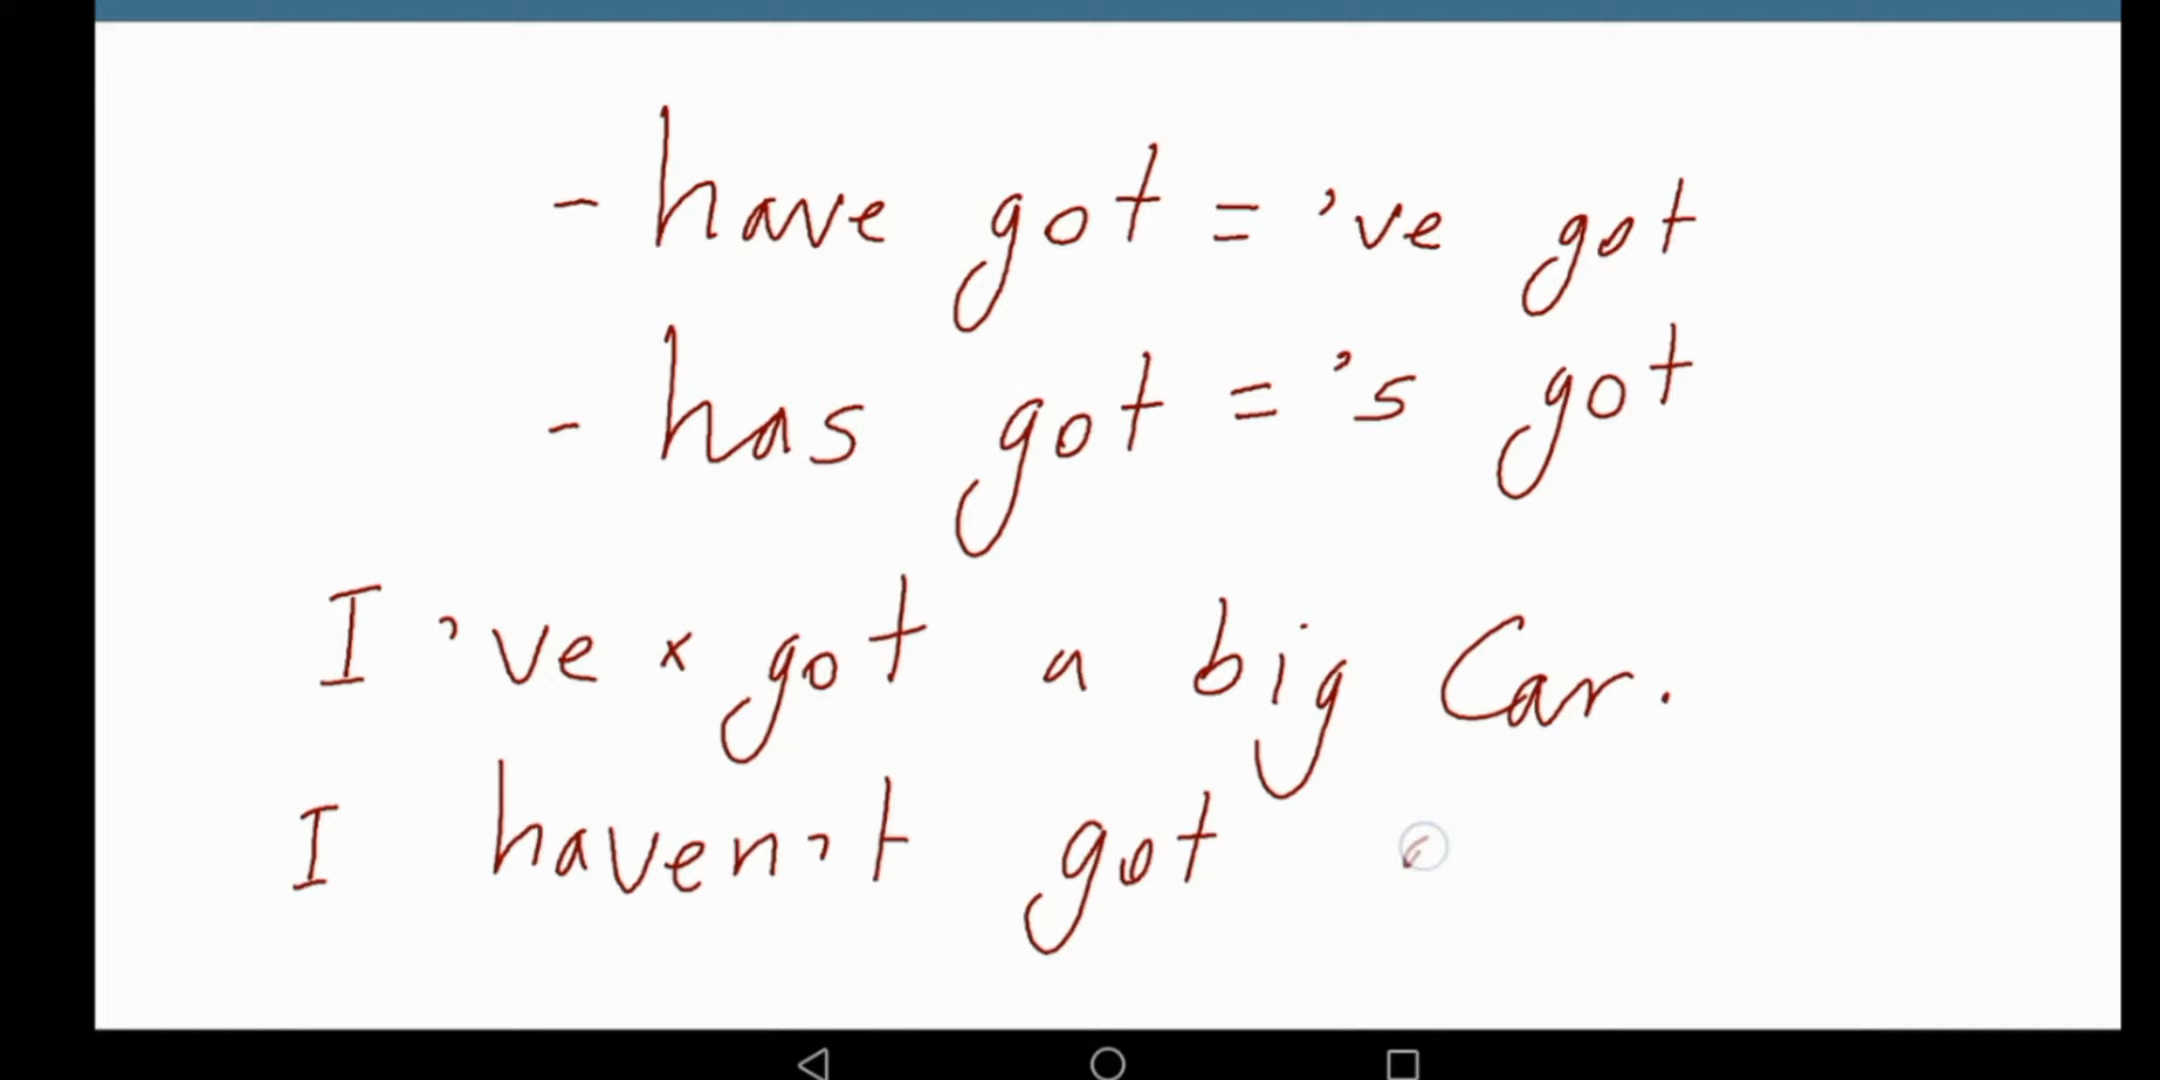 - have got = 've got
- has got = 's got
I 've × got a big Car.
I haven't got